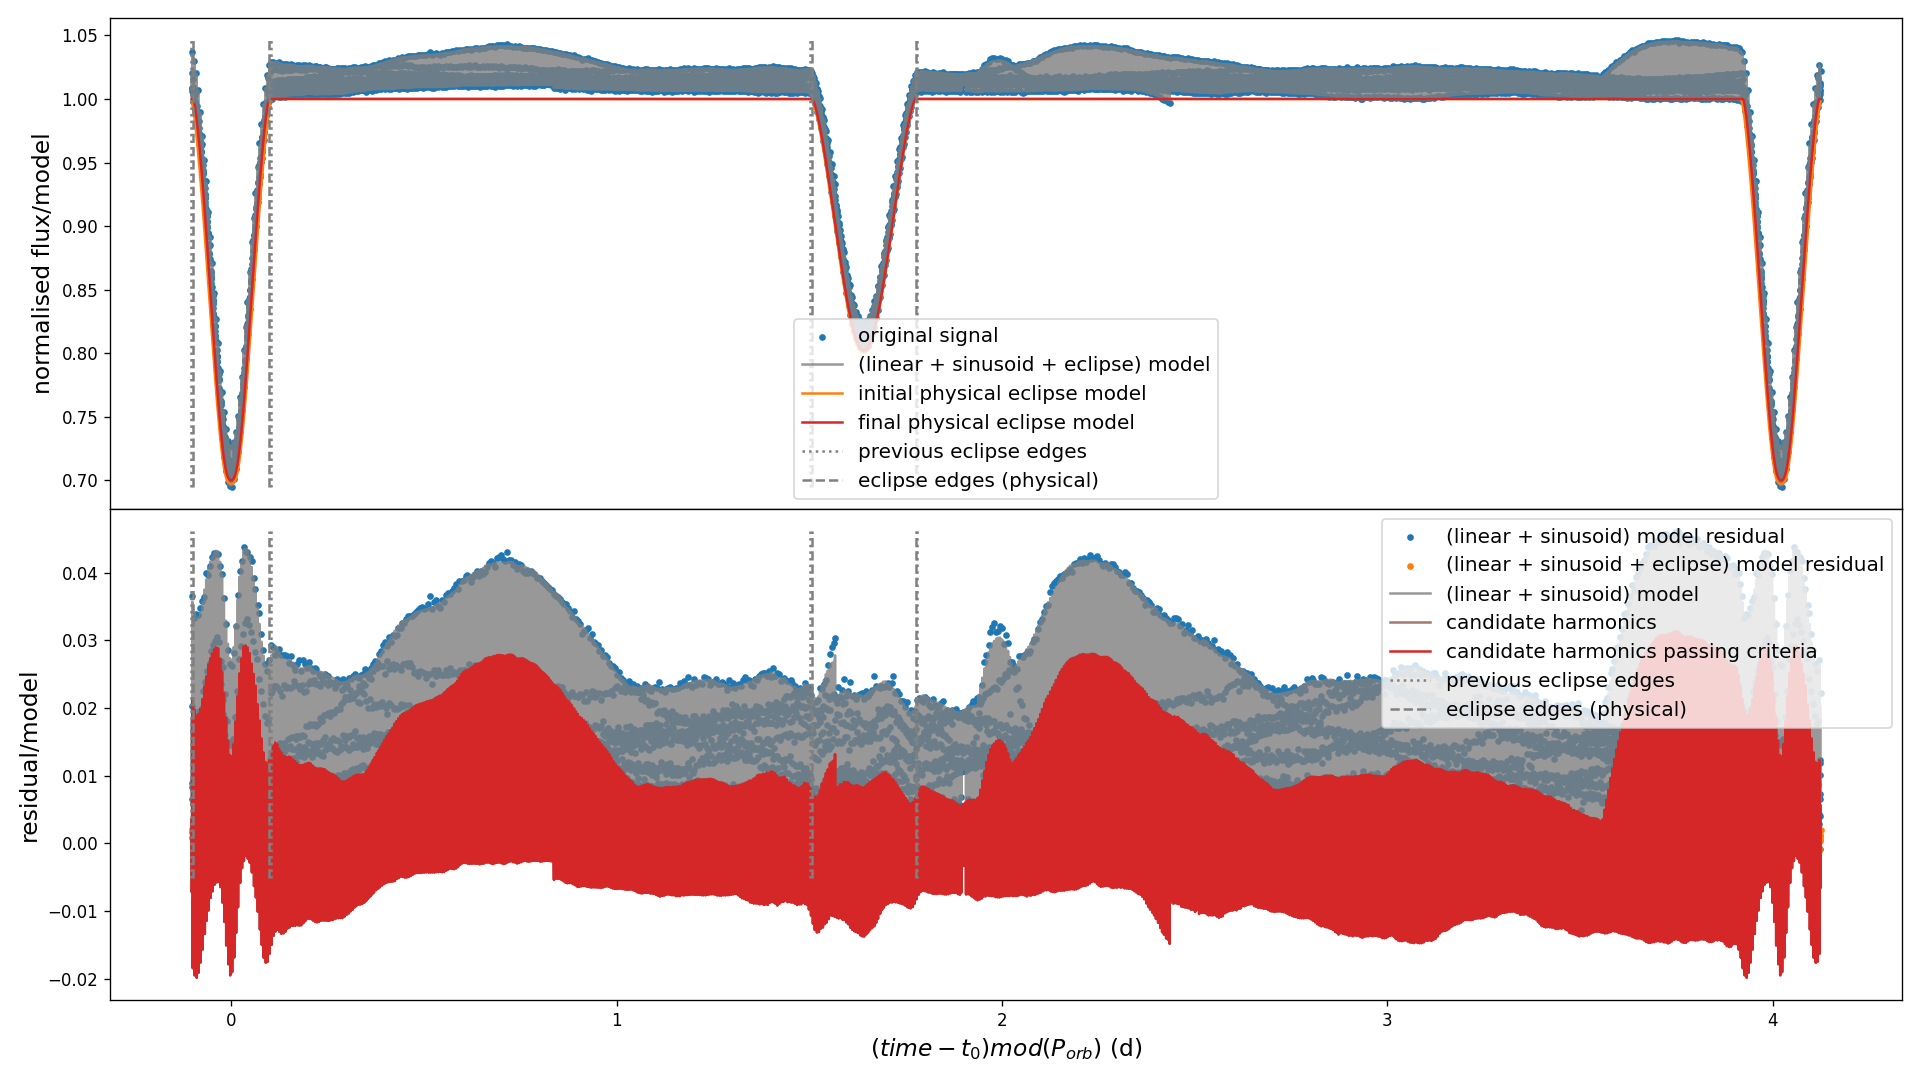 1.05
1.00
0.95
0.90
0.85
0.80
0.75
0.70
normalised flux/model
original signal
(linear + sinusoid + eclipse) model
initial physical eclipse model
final physical eclipse model
previous eclipse edges
eclipse edges (physical)
0.04
0.03
0.02
0.01
0.00
−0.01
−0.02
residual/model
(linear + sinusoid) model residual
(linear + sinusoid + eclipse) model residual
(linear + sinusoid) model
candidate harmonics
candidate harmonics passing criteria
previous eclipse edges
eclipse edges (physical)
0 1 2 3 4
(time − t₀)mod(Pₒᵣᵦ) (d)